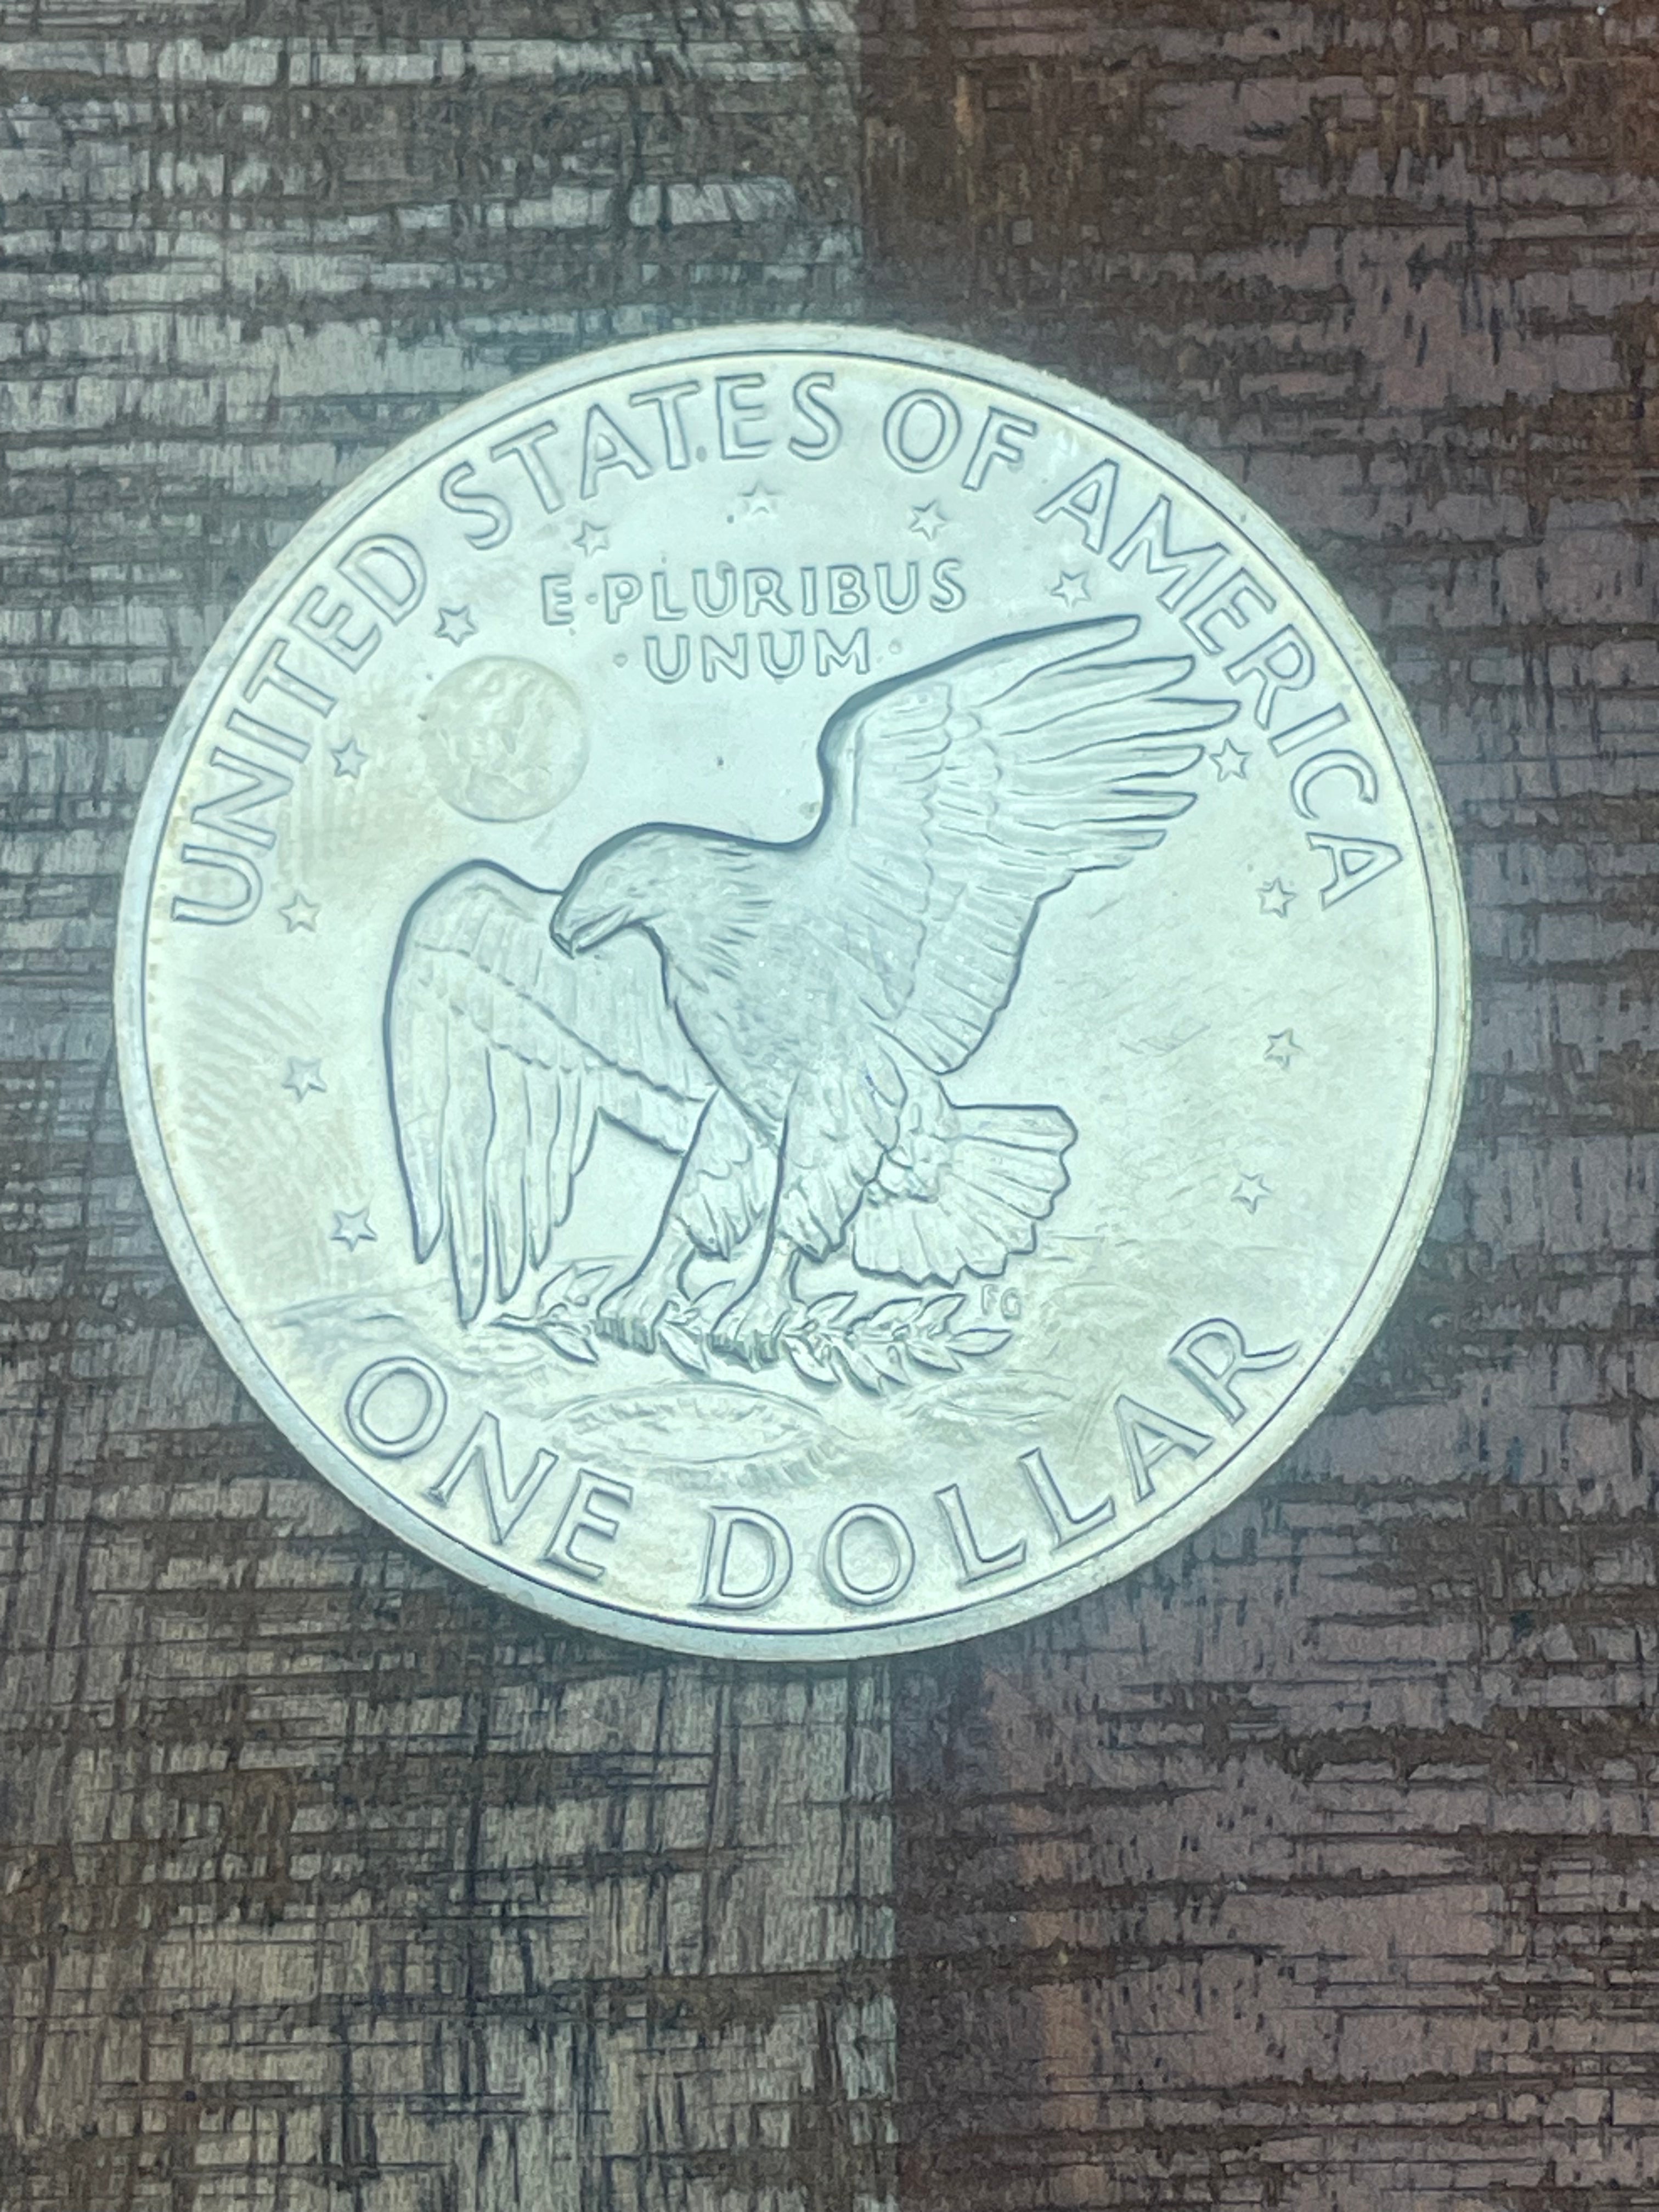 UNITED STATES OF AMERICA
E·PLURIBUS
·UNUM·
FG
ONE DOLLAR